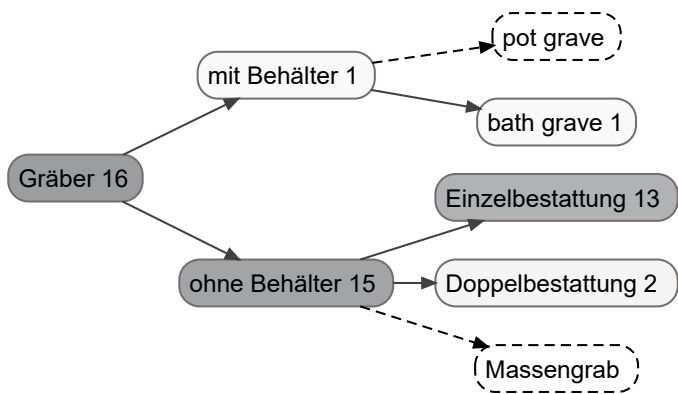 pot grave
mit Behälter 1
bath grave 1
Gräber 16
Einzelbestattung 13
ohne Behälter 15
Doppelbestattung 2
Massengrab